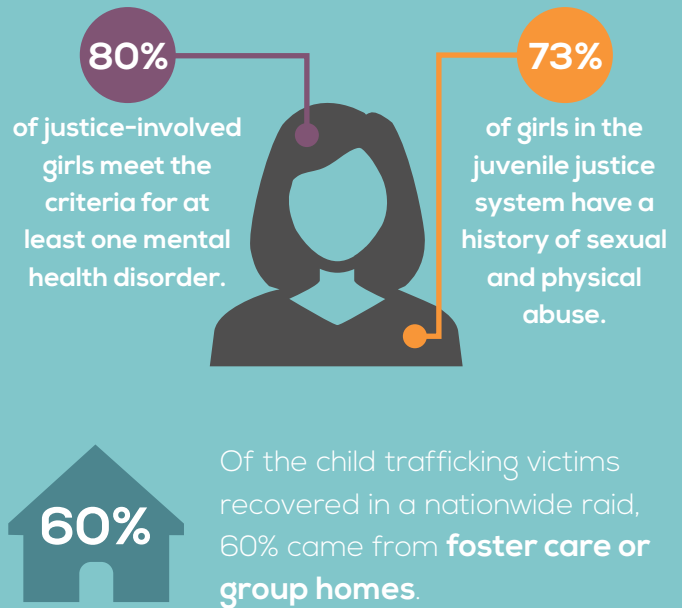 80%
of justice-involved
girls meet the
criteria for at
least one mental
health disorder.
73%
of girls in the
juvenile justice
system have a
history of sexual
and physical
abuse.
60%
Of the child trafficking victims
recovered in a nationwide raid,
60% came from foster care or
group homes.